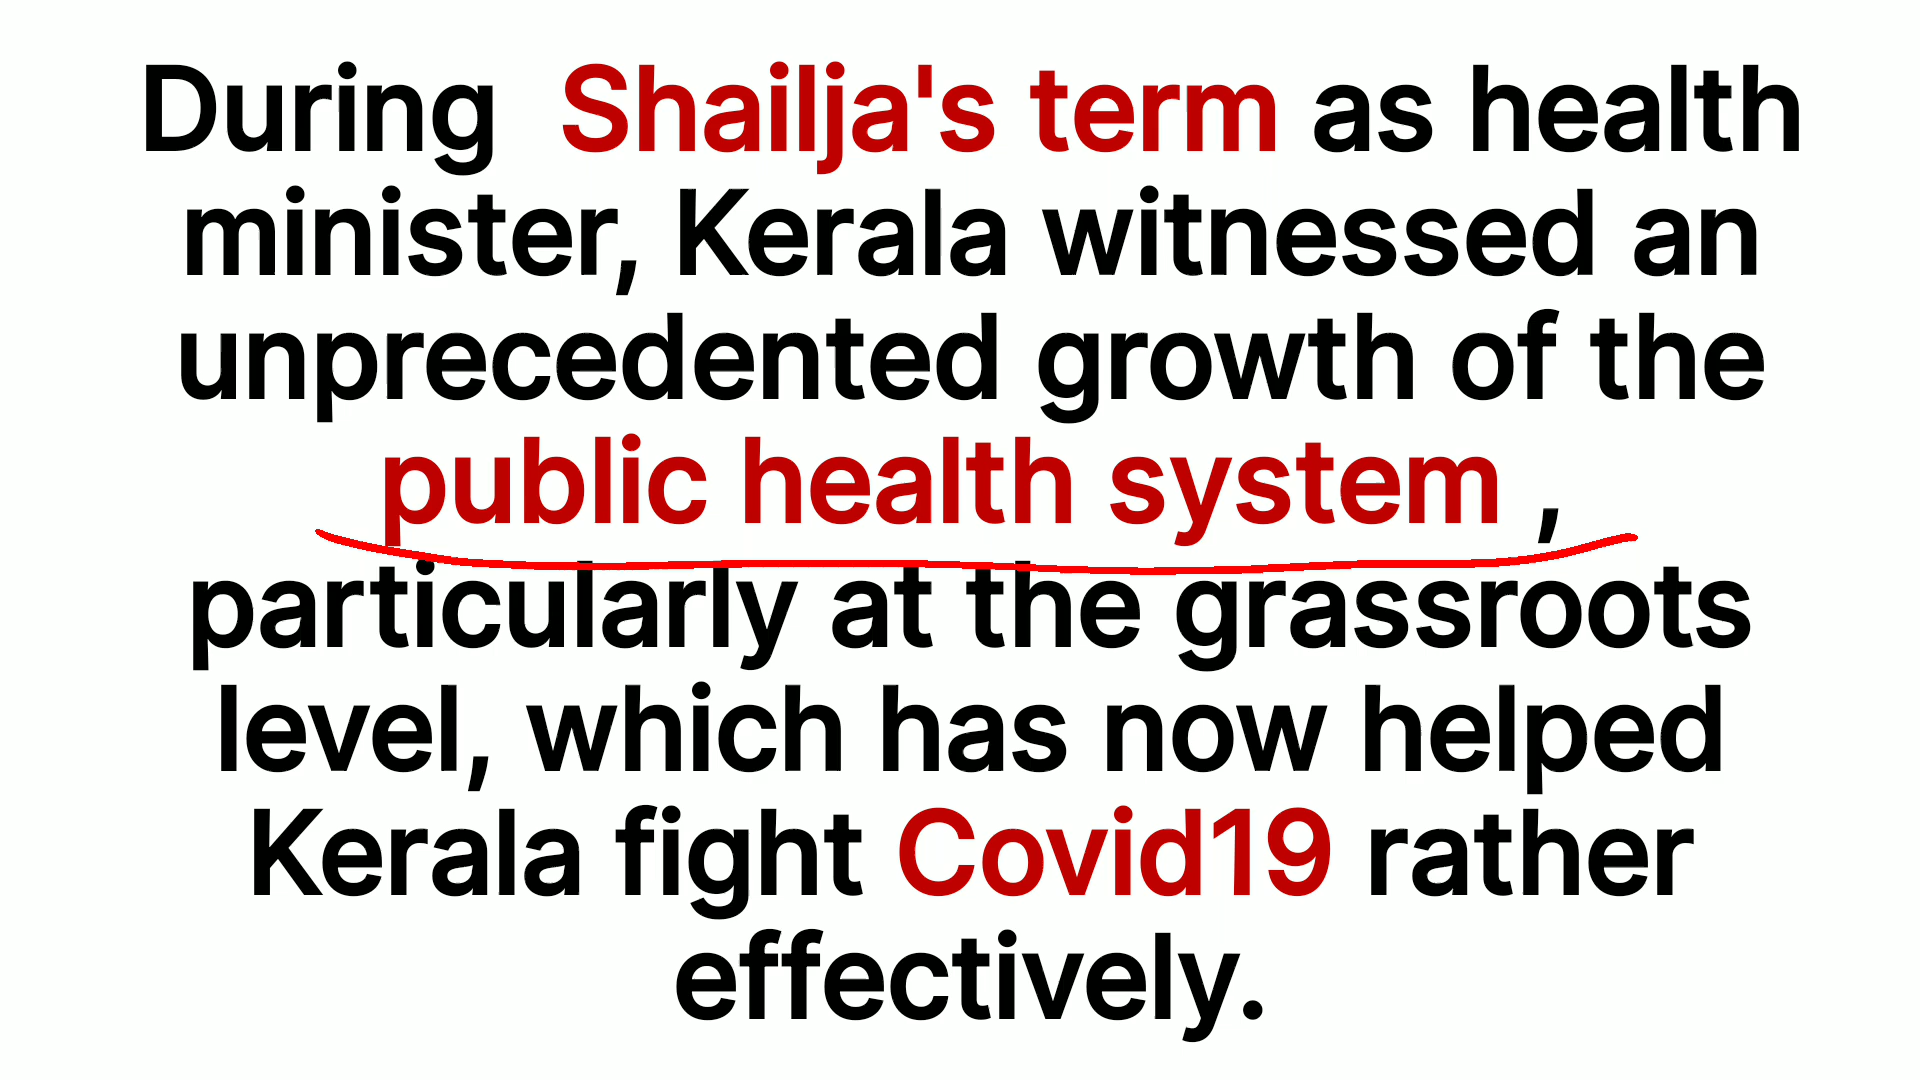 During Shailja's term as health
minister, Kerala witnessed an
unprecedented growth of the
public health system ,
particularly at the grassroots
level, which has now helped
Kerala fight Covid19 rather
effectively.